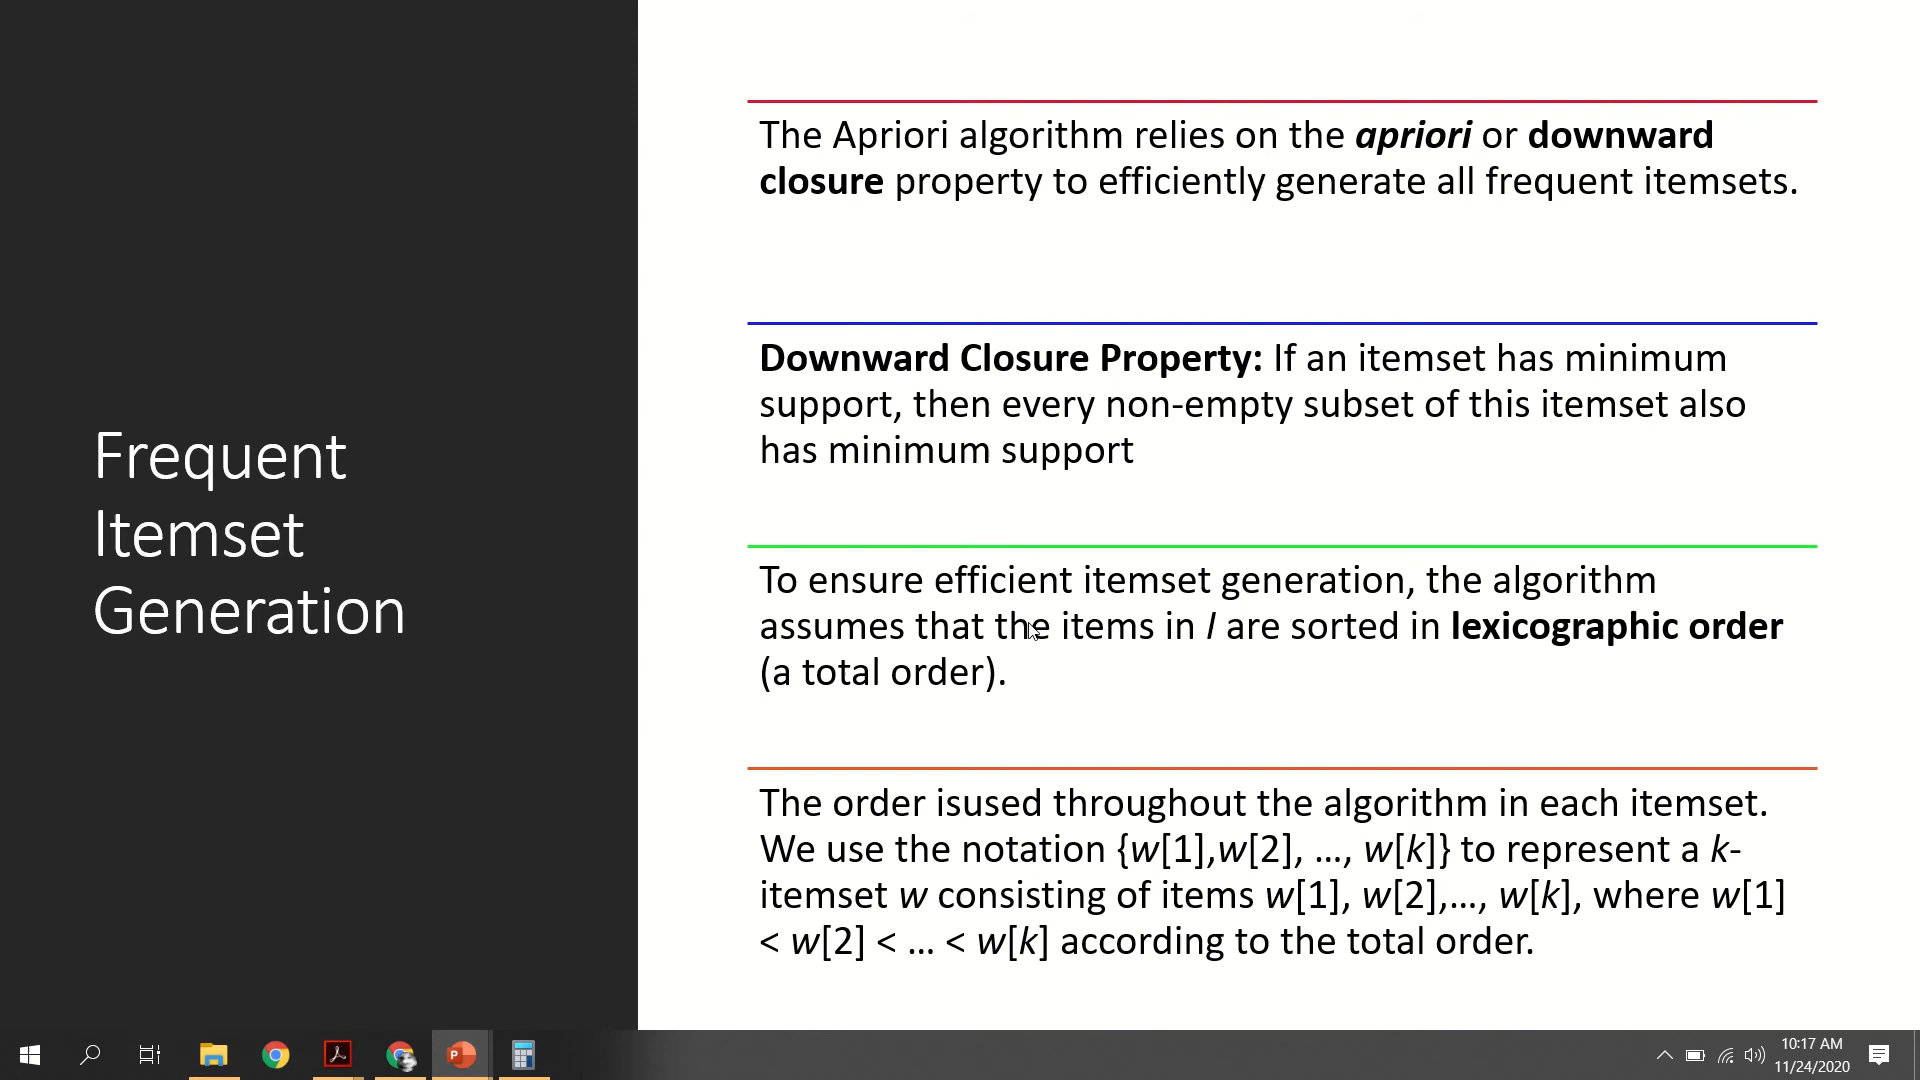 Frequent
Itemset
Generation
The Apriori algorithm relies on the apriori or downward
closure property to efficiently generate all frequent itemsets.
Downward Closure Property: If an itemset has minimum
support, then every non-empty subset of this itemset also
has minimum support
To ensure efficient itemset generation, the algorithm
assumes that the items in I are sorted in lexicographic order
(a total order).
The order isused throughout the algorithm in each itemset.
We use the notation {w[1],w[2], ..., w[k]} to represent a k-
itemset w consisting of items w[1], w[2],..., w[k], where w[1]
< w[2] < ... < w[k] according to the total order.
10:17 AM
11/24/2020